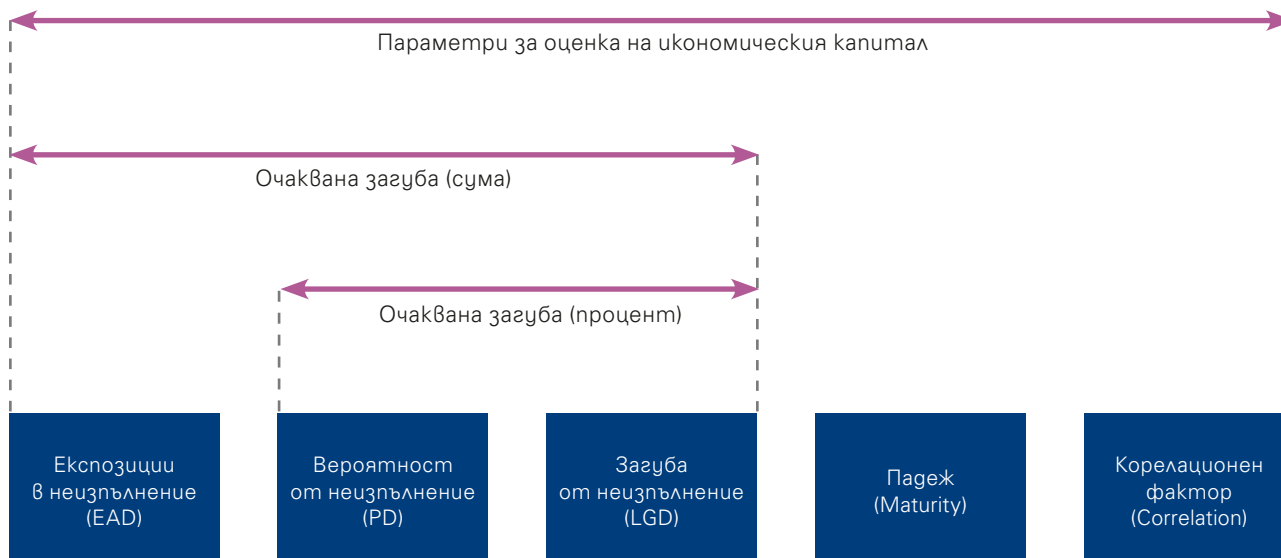 Параметри за оценка на икономическия капитал
Очаквана загуба (сума)
Очаквана загуба (процент)
Експозиции
в неизпълнение
(EAD)
Вероятност
от неизпълнение
(PD)
Загуба
от неизпълнение
(LGD)
Падеж
(Maturity)
Корелационен
фактор
(Correlation)